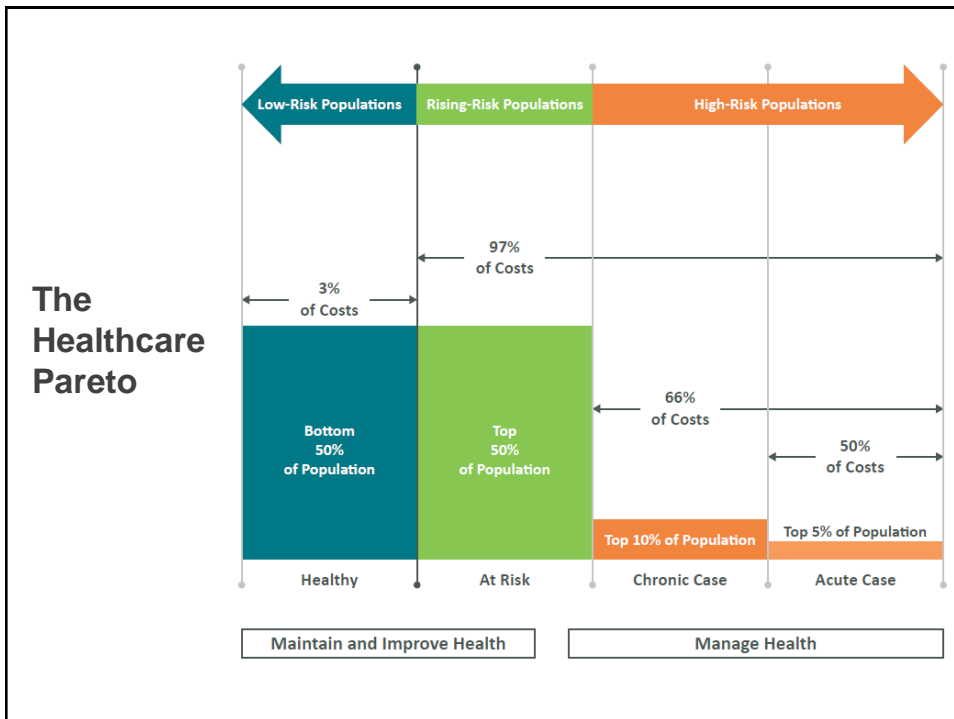 Low-Risk Populations
Rising-Risk Populations
High-Risk Populations
97%
of Costs
The
Healthcare
Pareto
3%
of Costs
66%
of Costs
Bottom
50%
of Population
Top
50%
of Population
50%
of Costs
Top 10% of Population
Top 5% of Population
Healthy
At Risk
Chronic Case
Acute Case
Maintain and Improve Health
Manage Health